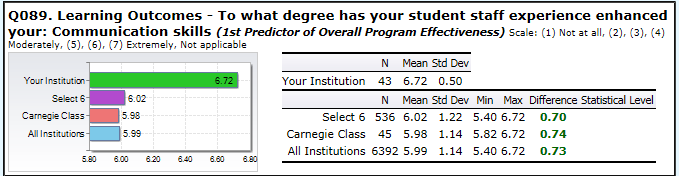 Q089. Learning Outcomes - To what degree has your student staff experience enhanced
your: Communication skills (1st Predictor of Overall Program Effectiveness) Scale: (1) Not at all, (2), (3), (4)
Moderately, (5), (6), (7) Extremely, Not applicable
Your Institution 6.72
Select 6 6.02
Carnegie Class 5.98
All Institutions 5.99
5.80 6.00 6.20 6.40 6.60 6.80
N Mean Std Dev
Your Institution 43 6.72 0.50
N Mean Std Dev Min Max Difference Statistical Level
Select 6 536 6.02 1.22 5.40 6.72 0.70
Carnegie Class 45 5.98 1.14 5.82 6.72 0.74
All Institutions 6392 5.99 1.14 5.40 6.72 0.73